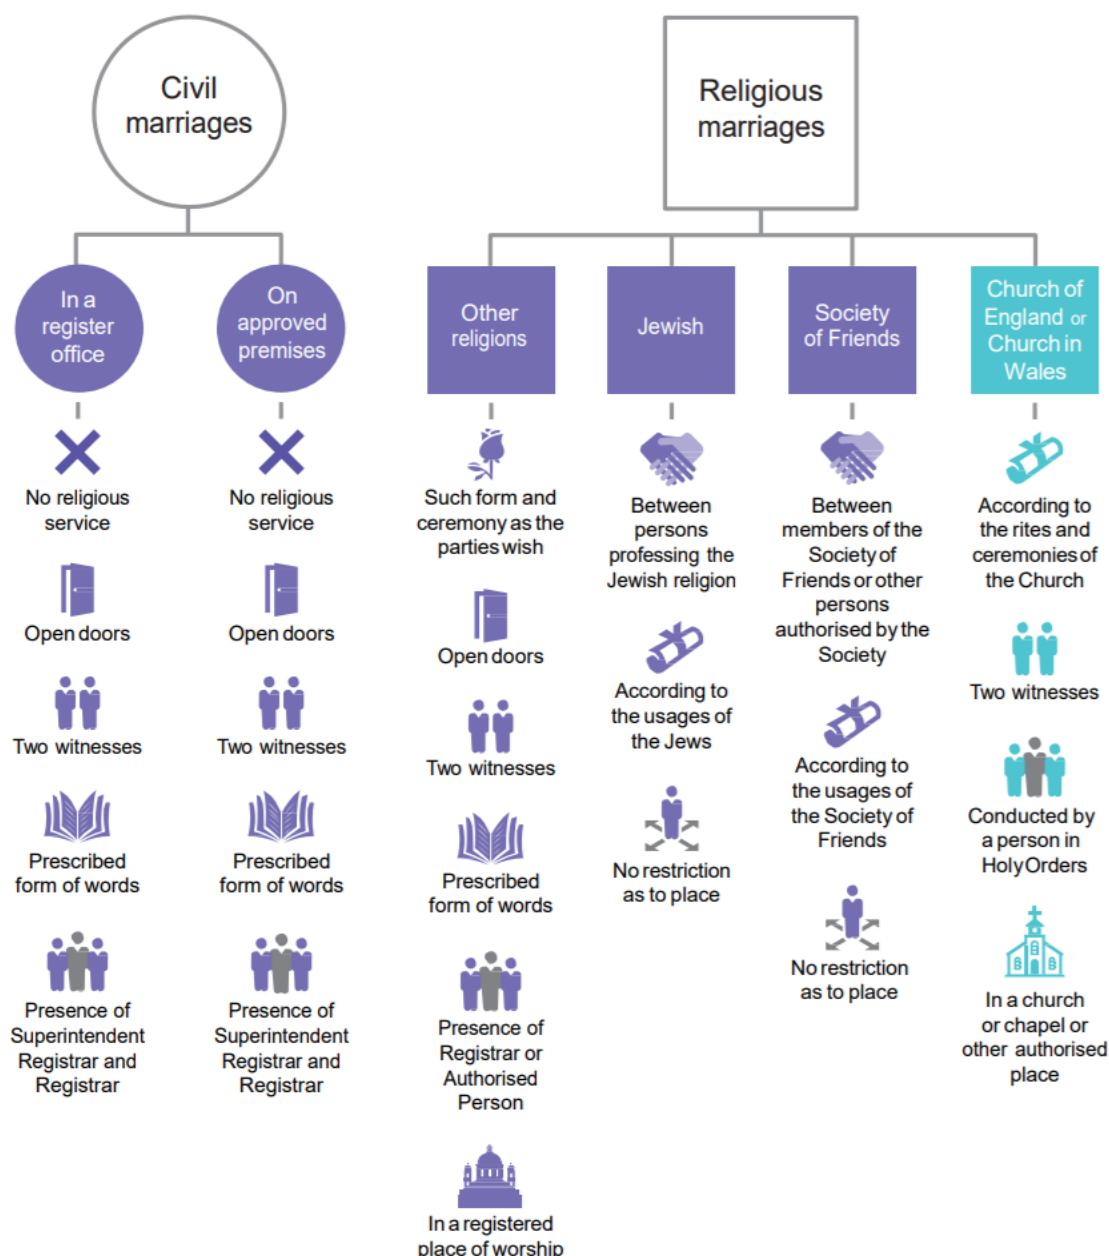 Civil
marriages
Religious
marriages
In a
register
office
On
approved
premises
Other
religions
Jewish
Society
of Friends
Church of
England or
Church in
Wales
No religious
service
Open doors
Two witnesses
Prescribed
form of words
Presence of
Superintendent
Registrar and
Registrar
No religious
service
Open doors
Two witnesses
Prescribed
form of words
Presence of
Superintendent
Registrar and
Registrar
Such form and
ceremony as the
parties wish
Open doors
Two witnesses
Prescribed
form of words
Presence of
Registrar or
Authorised
Person
In a registered
place of worship
Between
persons
professing the
Jewish religion
According to
the usages of
the Jews
No restriction
as to place
Between
members of the
Society of
Friends or other
persons
authorised by the
Society
According to
the usages of
the Society of
Friends
No restriction
as to place
According to
the rites and
ceremonies of
the Church
Two witnesses
Conducted by
a person in
Holy Orders
In a church
or chapel or
other authorised
place